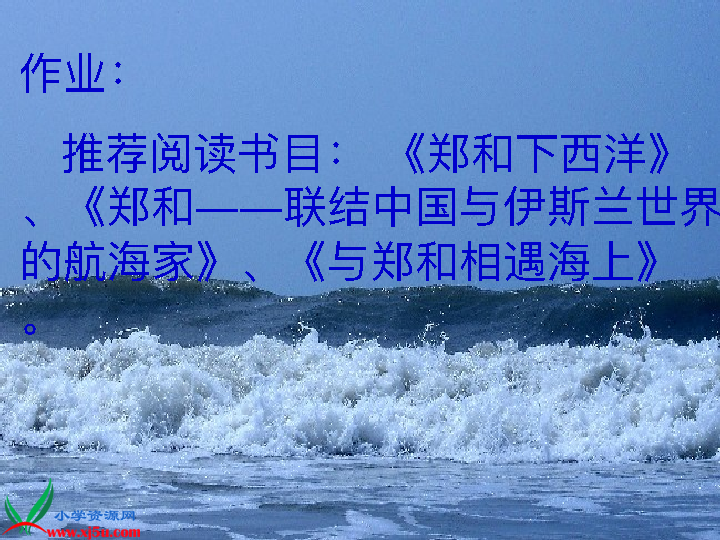 作业：
推荐阅读书目： 《郑和下西洋》
、《郑和——联结中国与伊斯兰世界
的航海家》、《与郑和相遇海上》
。
小学资源网
www.xj5u.com